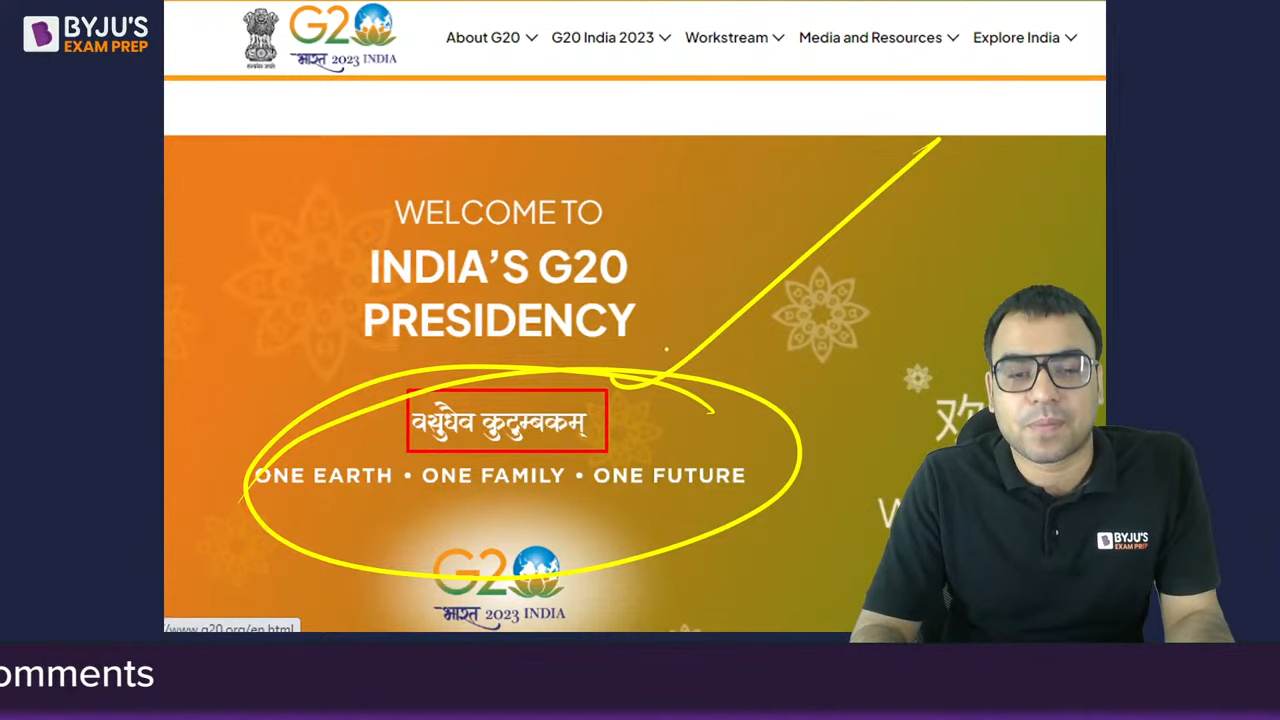 BYJU'S
EXAM PREP
G20
भारत 2023 INDIA
About G20
G20 India 2023
Workstream
Media and Resources
Explore India
WELCOME TO
INDIA'S G20
PRESIDENCY
वसुधैव कुटुम्बकम्
ONE EARTH • ONE FAMILY • ONE FUTURE
G20
भारत 2023 INDIA
欢
W
BYJU'S
EXAM PREP
/www.g20.org/en.html
omments